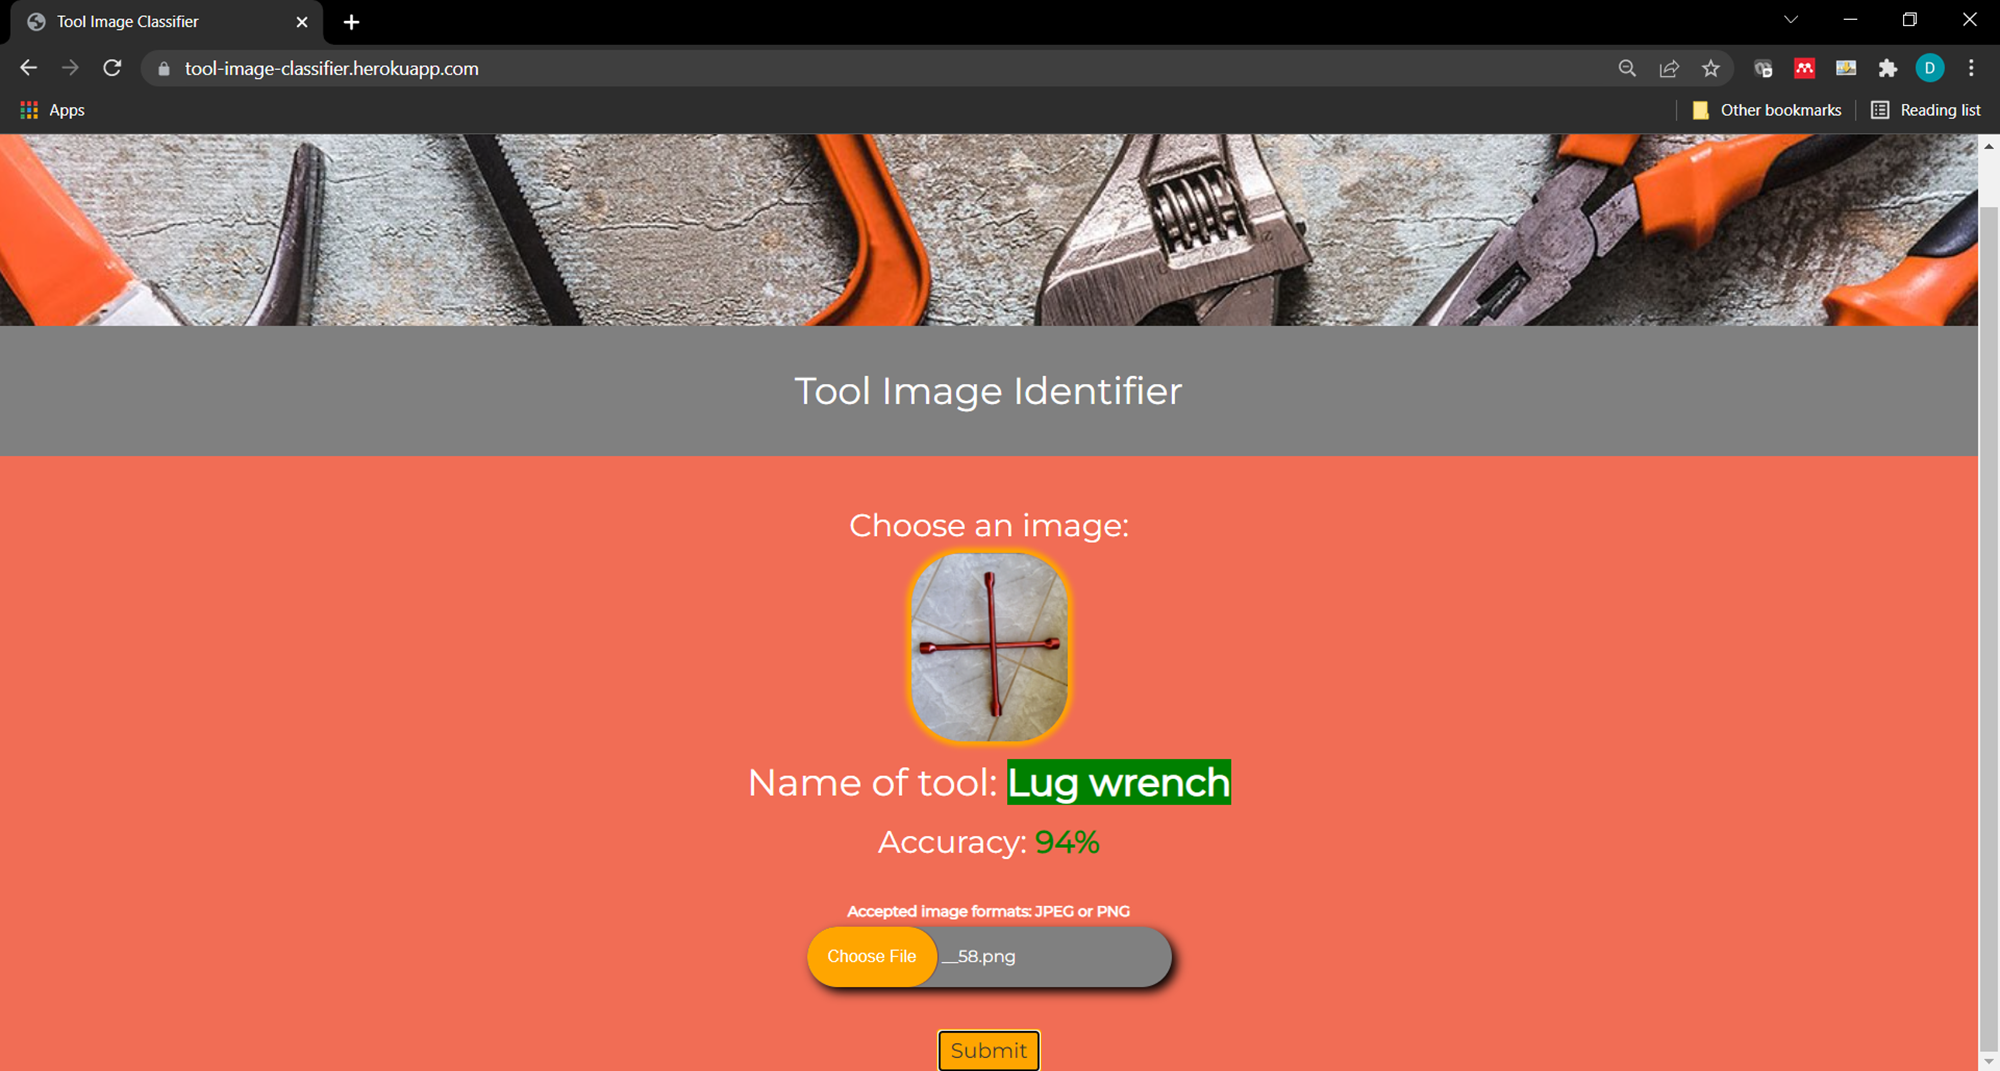 Tool Image Classifier
tool-image-classifier.herokuapp.com
D
Apps
Other bookmarks
Reading list
Tool Image Identifier
Choose an image:
Name of tool: Lug wrench
Accuracy: 94%
Accepted image formats: JPEG or PNG
Choose File __58.png
Submit